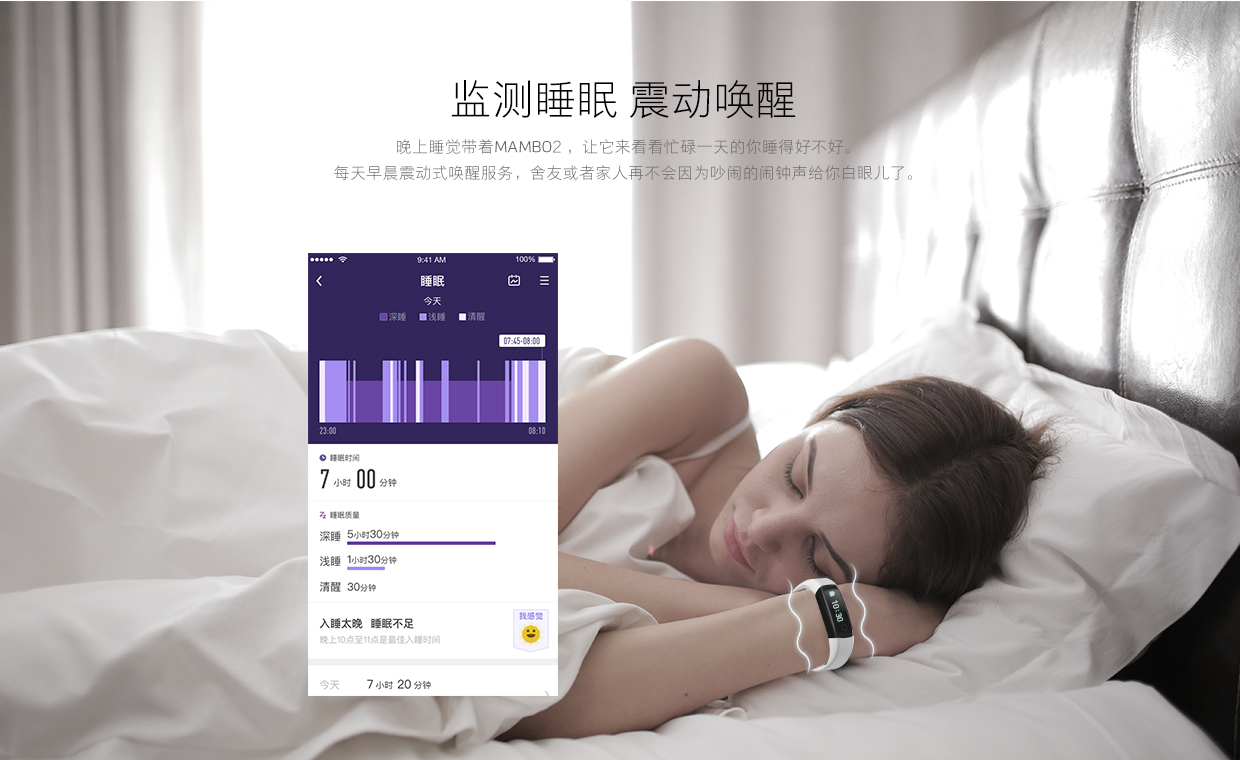 监测睡眠 震动唤醒
晚上睡觉带着MAMBO2，让它来看看忙碌一天的你睡得好不好。
每天早晨震动式唤醒服务，舍友或者家人再不会因为吵闹的闹钟声给你白眼儿了。
9:41 AM 100%
睡眠
今天
深睡 浅睡 清醒
07:45-08:00
23:00 08:10
睡眠时间
7 小时 00 分钟
睡眠质量
深睡 5小时30分钟
浅睡 1小时30分钟
清醒 30分钟
入睡太晚 睡眠不足
我感觉
晚上10点至11点是最佳入睡时间
今天 7 小时 20 分钟
10:30